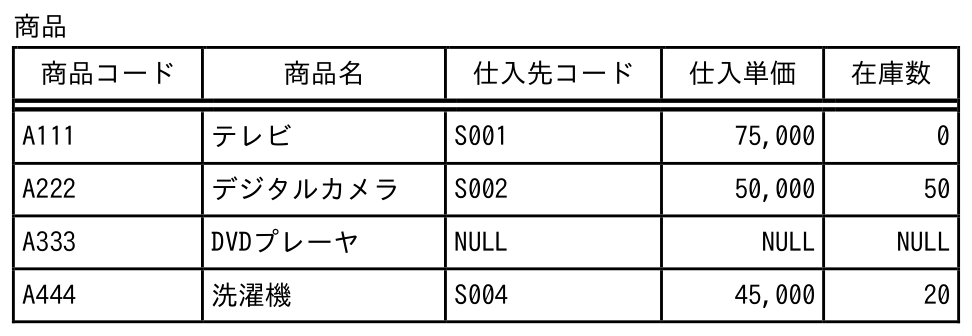 商品
商品コード 商品名 仕入先コード 仕入単価 在庫数
A111 テレビ S001 75,000 0
A222 デジタルカメラ S002 50,000 50
A333 DVDプレーヤ NULL NULL NULL
A444 洗濯機 S004 45,000 20